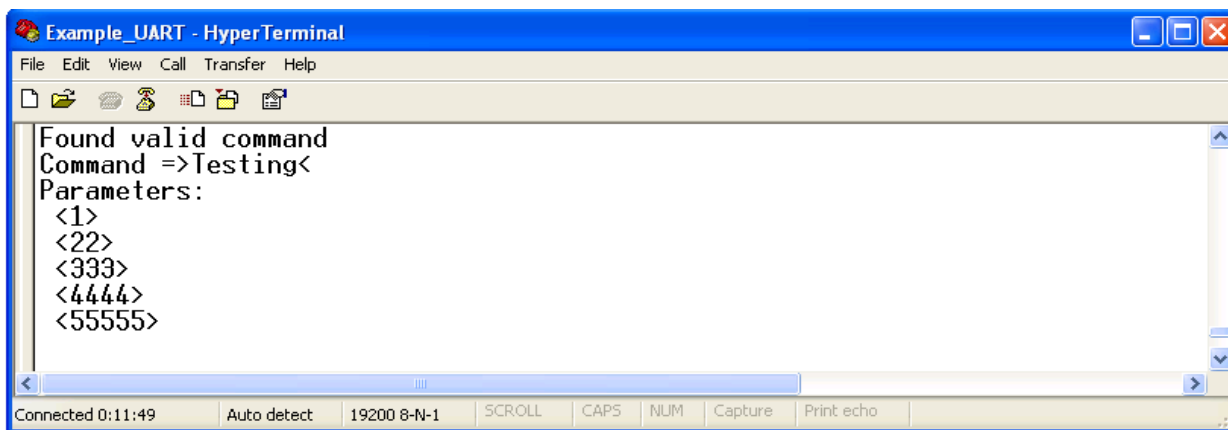 Example_UART - HyperTerminal
File Edit View Call Transfer Help
Found valid command
Command =>Testing<
Parameters:
<1>
<22>
<333>
<4444>
<55555>
Connected 0:11:49 Auto detect 19200 8-N-1 SCROLL CAPS NUM Capture Print echo